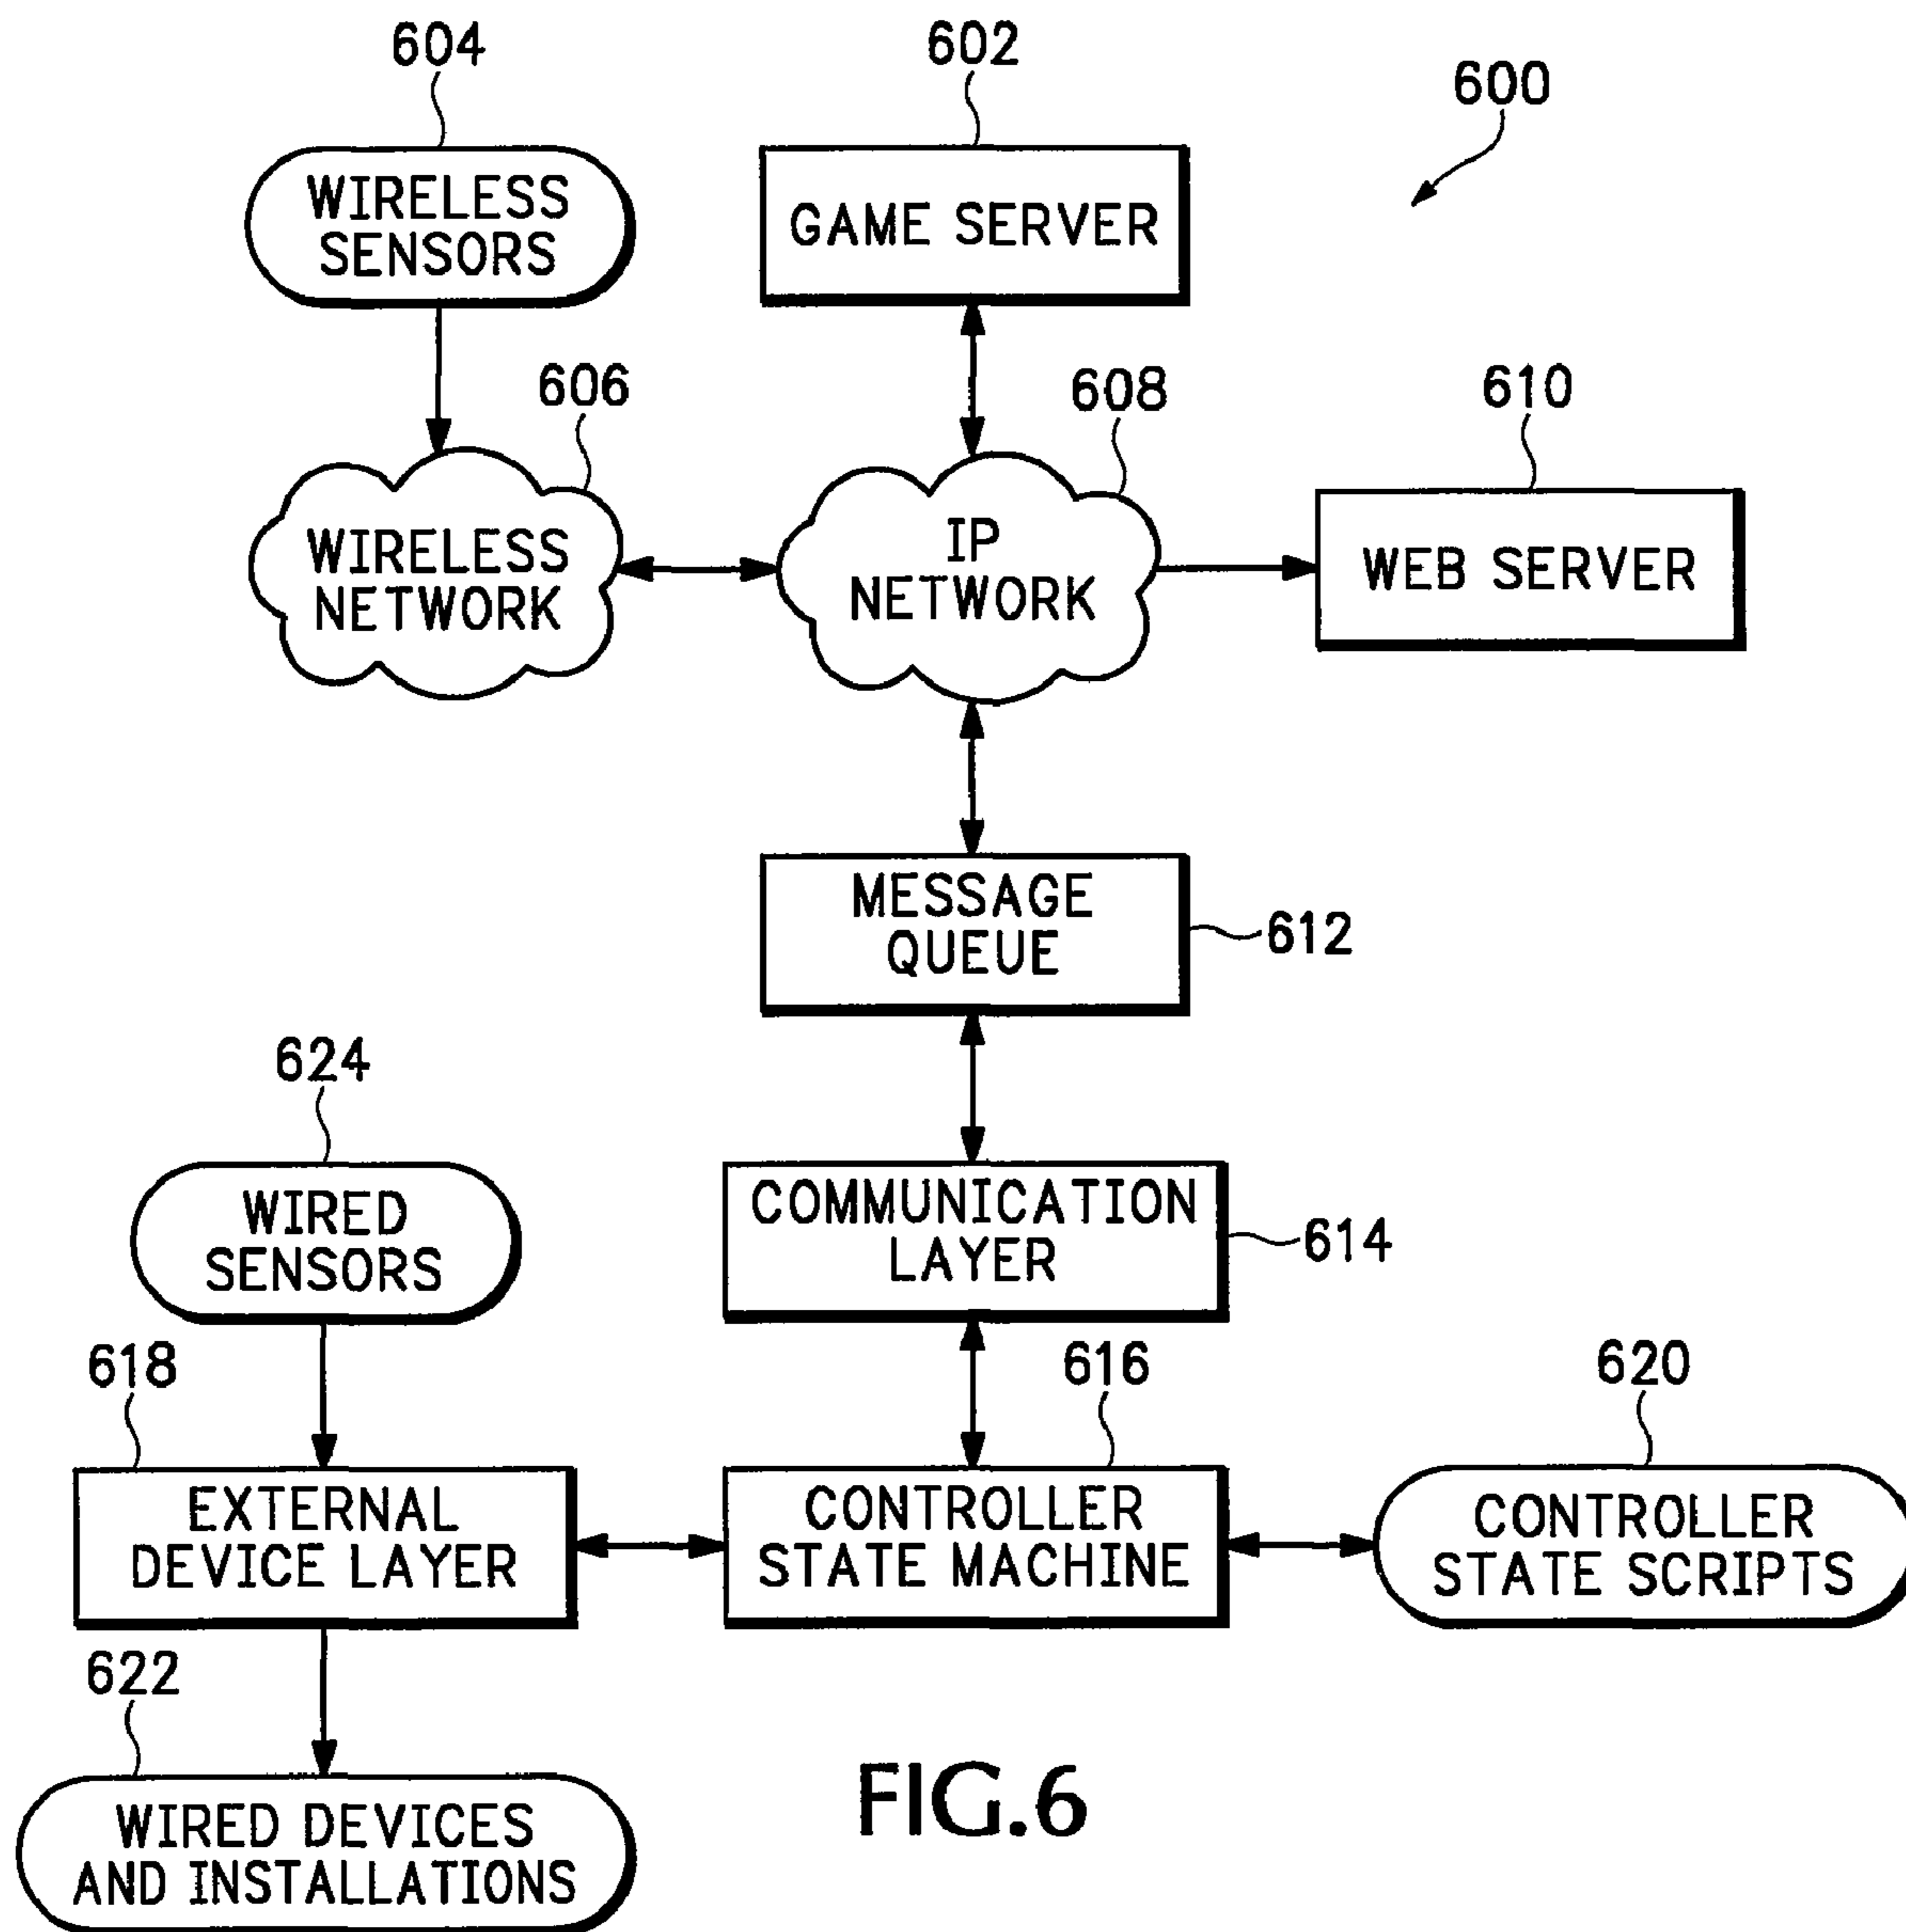 604
602
600
WIRELESS
SENSORS
GAME SERVER
606
608
610
WIRELESS
NETWORK
IP
NETWORK
WEB SERVER
MESSAGE
QUEUE
612
624
WIRED
SENSORS
COMMUNICATION
LAYER
614
618
616
620
EXTERNAL
DEVICE LAYER
CONTROLLER
STATE MACHINE
CONTROLLER
STATE SCRIPTS
622
WIRED DEVICES
AND INSTALLATIONS
FIG.6